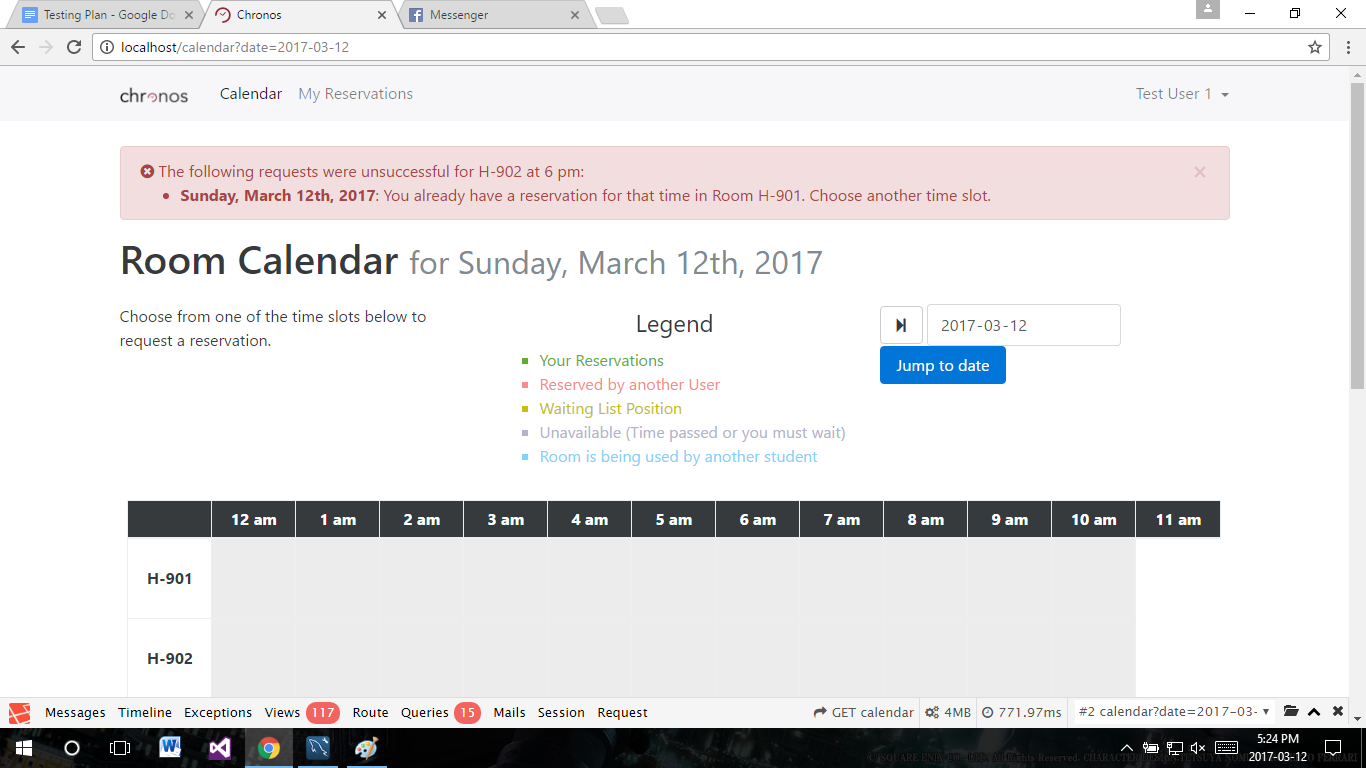 Testing Plan - Google Do
Chronos
Messenger
localhost/calendar?date=2017-03-12
chronos
Calendar
My Reservations
Test User 1
The following requests were unsuccessful for H-902 at 6 pm:
Sunday, March 12th, 2017: You already have a reservation for that time in Room H-901. Choose another time slot.
×
Room Calendar for Sunday, March 12th, 2017
Choose from one of the time slots below to
request a reservation.
Legend
Your Reservations
Reserved by another User
Waiting List Position
Unavailable (Time passed or you must wait)
Room is being used by another student
2017-03-12
Jump to date
12 am 1 am 2 am 3 am 4 am 5 am 6 am 7 am 8 am 9 am 10 am 11 am
H-901
H-902
Messages Timeline Exceptions Views 117 Route Queries 15 Mails Session Request
GET calendar 4MB 771.97ms #2 calendar?date=2017-03-
5:24 PM
2017-03-12